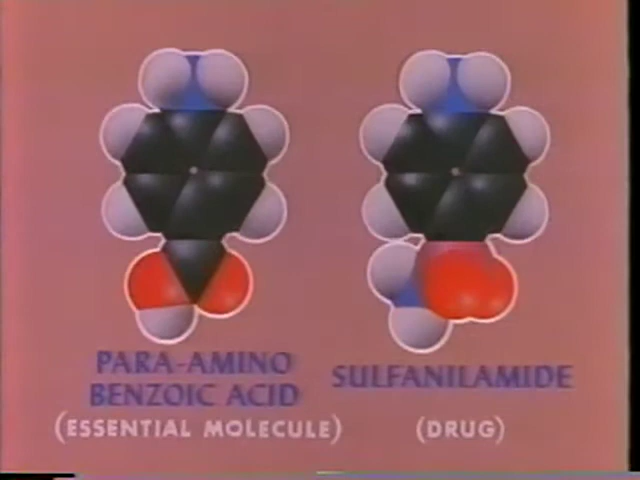 PARA-AMINO
BENZOIC ACID
(ESSENTIAL MOLECULE)
SULFANILAMIDE
(DRUG)